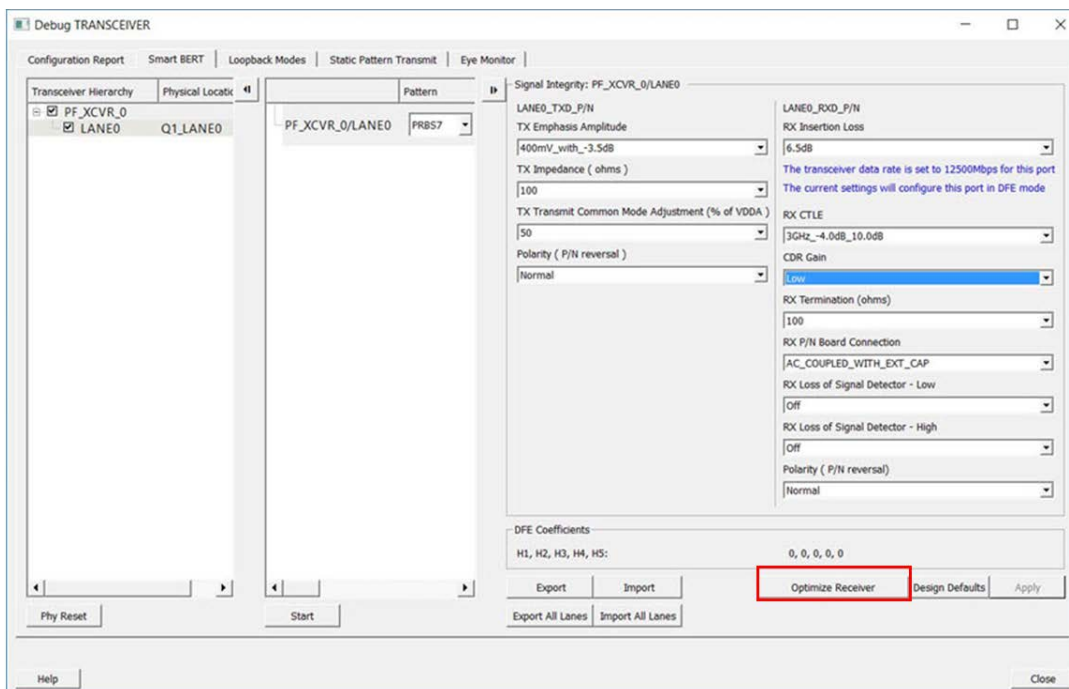 Debug TRANSCEIVER
Configuration Report
Smart BERT
Loopback Modes
Static Pattern Transmit
Eye Monitor
Transceiver Hierarchy
Physical Locatic
PF_XCVR_0
LANE0
Q1_LANE0
Phy Reset
Pattern
PF_XCVR_0/LANE0
PRBS7
Start
Signal Integrity: PF_XCVR_0/LANE0
LANE0_TXD_P/N
TX Emphasis Amplitude
400mV_with_-3.5dB
TX Impedance ( ohms )
100
TX Transmit Common Mode Adjustment (% of VDDA )
50
Polarity ( P/N reversal )
Normal
LANE0_RXD_P/N
RX Insertion Loss
6.5dB
The transceiver data rate is set to 12500Mbps for this port
The current settings will configure this port in DFE mode
RX CTLE
3GHz_-4.0dB_10.0dB
CDR Gain
Low
RX Termination (ohms)
100
RX P/N Board Connection
AC_COUPLED_WITH_EXT_CAP
RX Loss of Signal Detector - Low
Off
RX Loss of Signal Detector - High
Off
Polarity ( P/N reversal)
Normal
DFE Coefficients
H1, H2, H3, H4, H5:
0, 0, 0, 0, 0
Export
Import
Optimize Receiver
Design Defaults
Apply
Export All Lanes
Import All Lanes
Help
Close